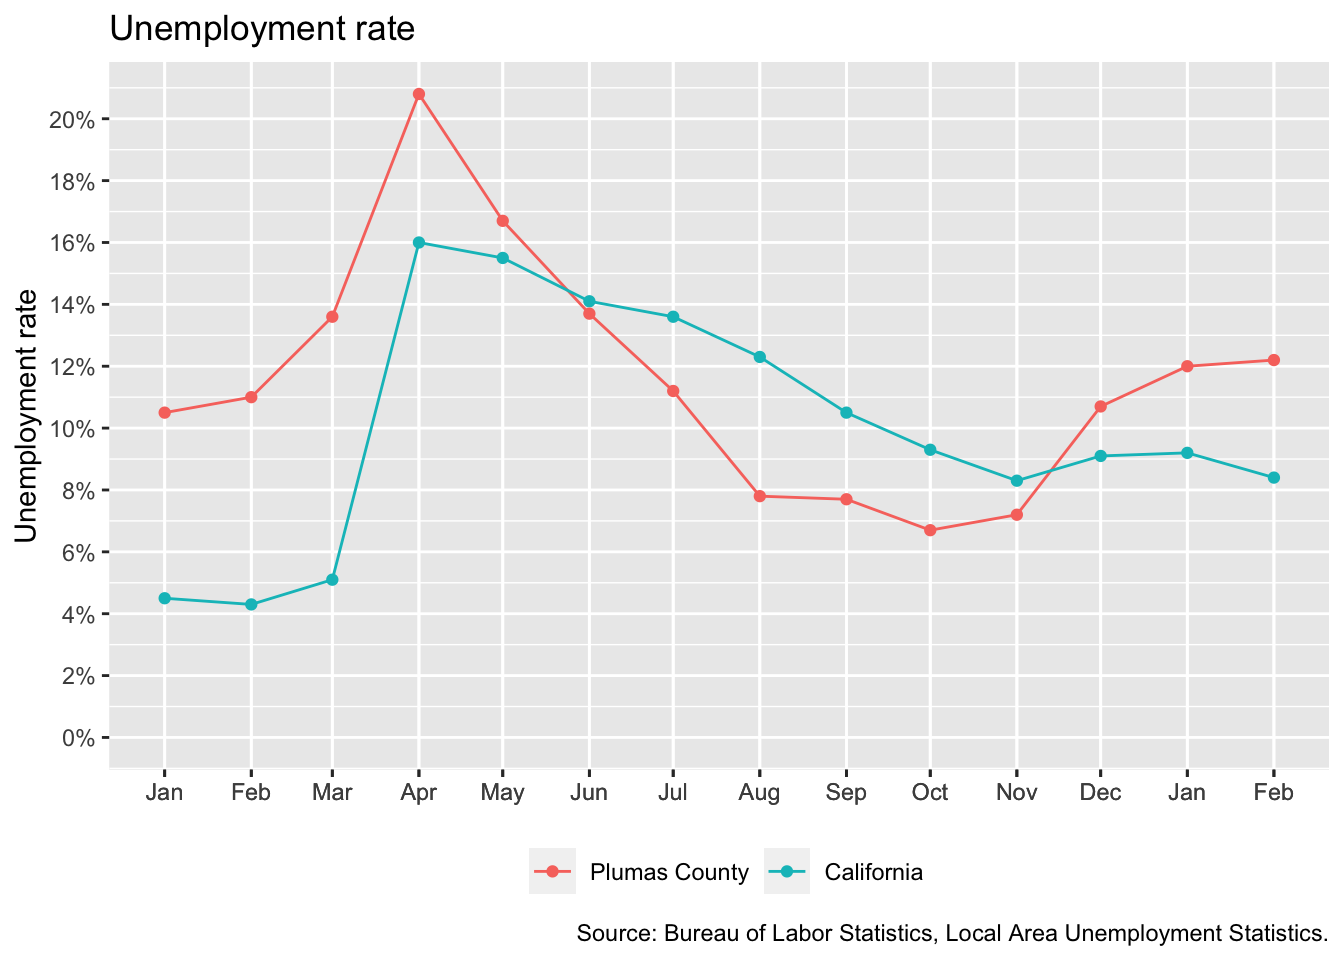 Unemployment rate
Unemployment rate
20%
18%
16%
14%
12%
10%
8%
6%
4%
2%
0%
Jan Feb Mar Apr May Jun Jul Aug Sep Oct Nov Dec Jan Feb
Plumas County California
Source: Bureau of Labor Statistics, Local Area Unemployment Statistics.